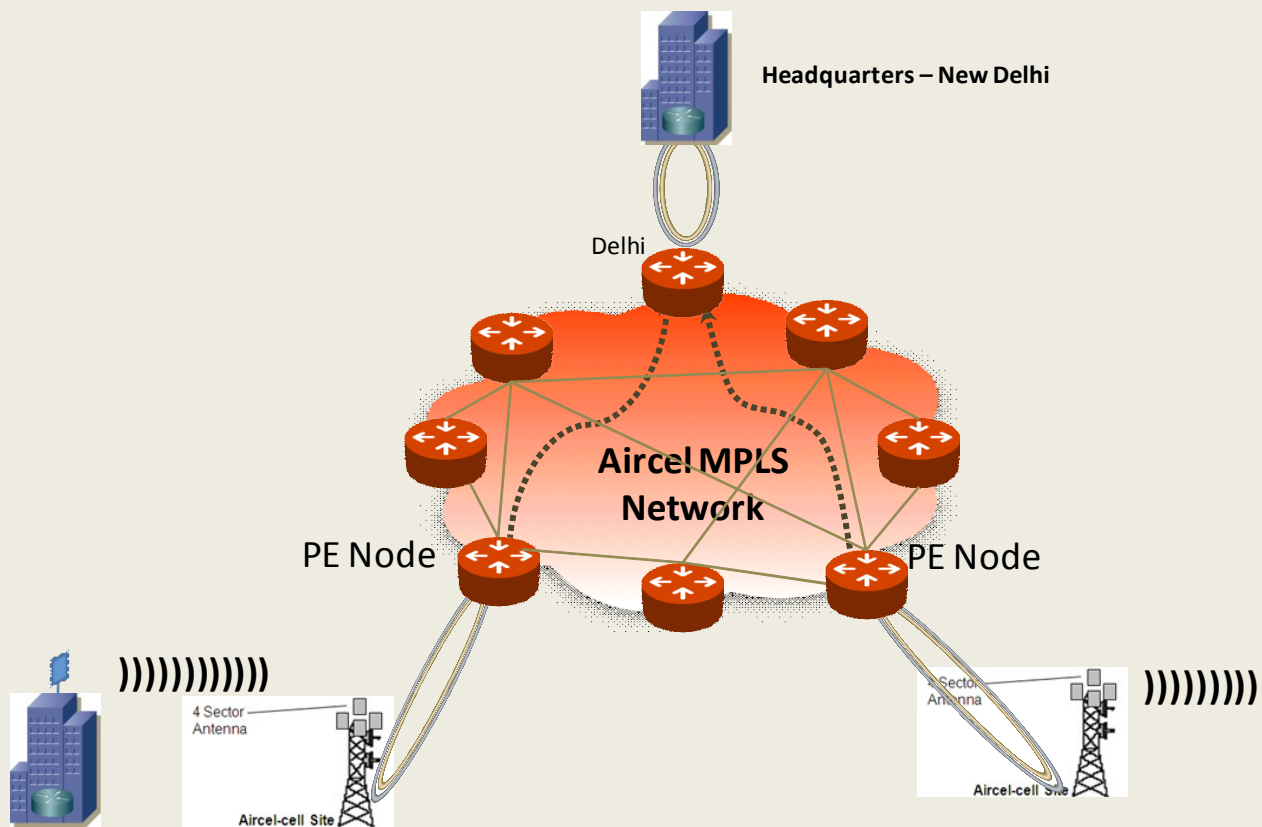 Headquarters – New Delhi
Delhi
Aircel MPLS
Network
PE Node
PE Node
))))))))))))
4 Sector
Antenna
Aircel-cell Site
4 Sector
Antenna
Aircel-cell Site
)))))))))